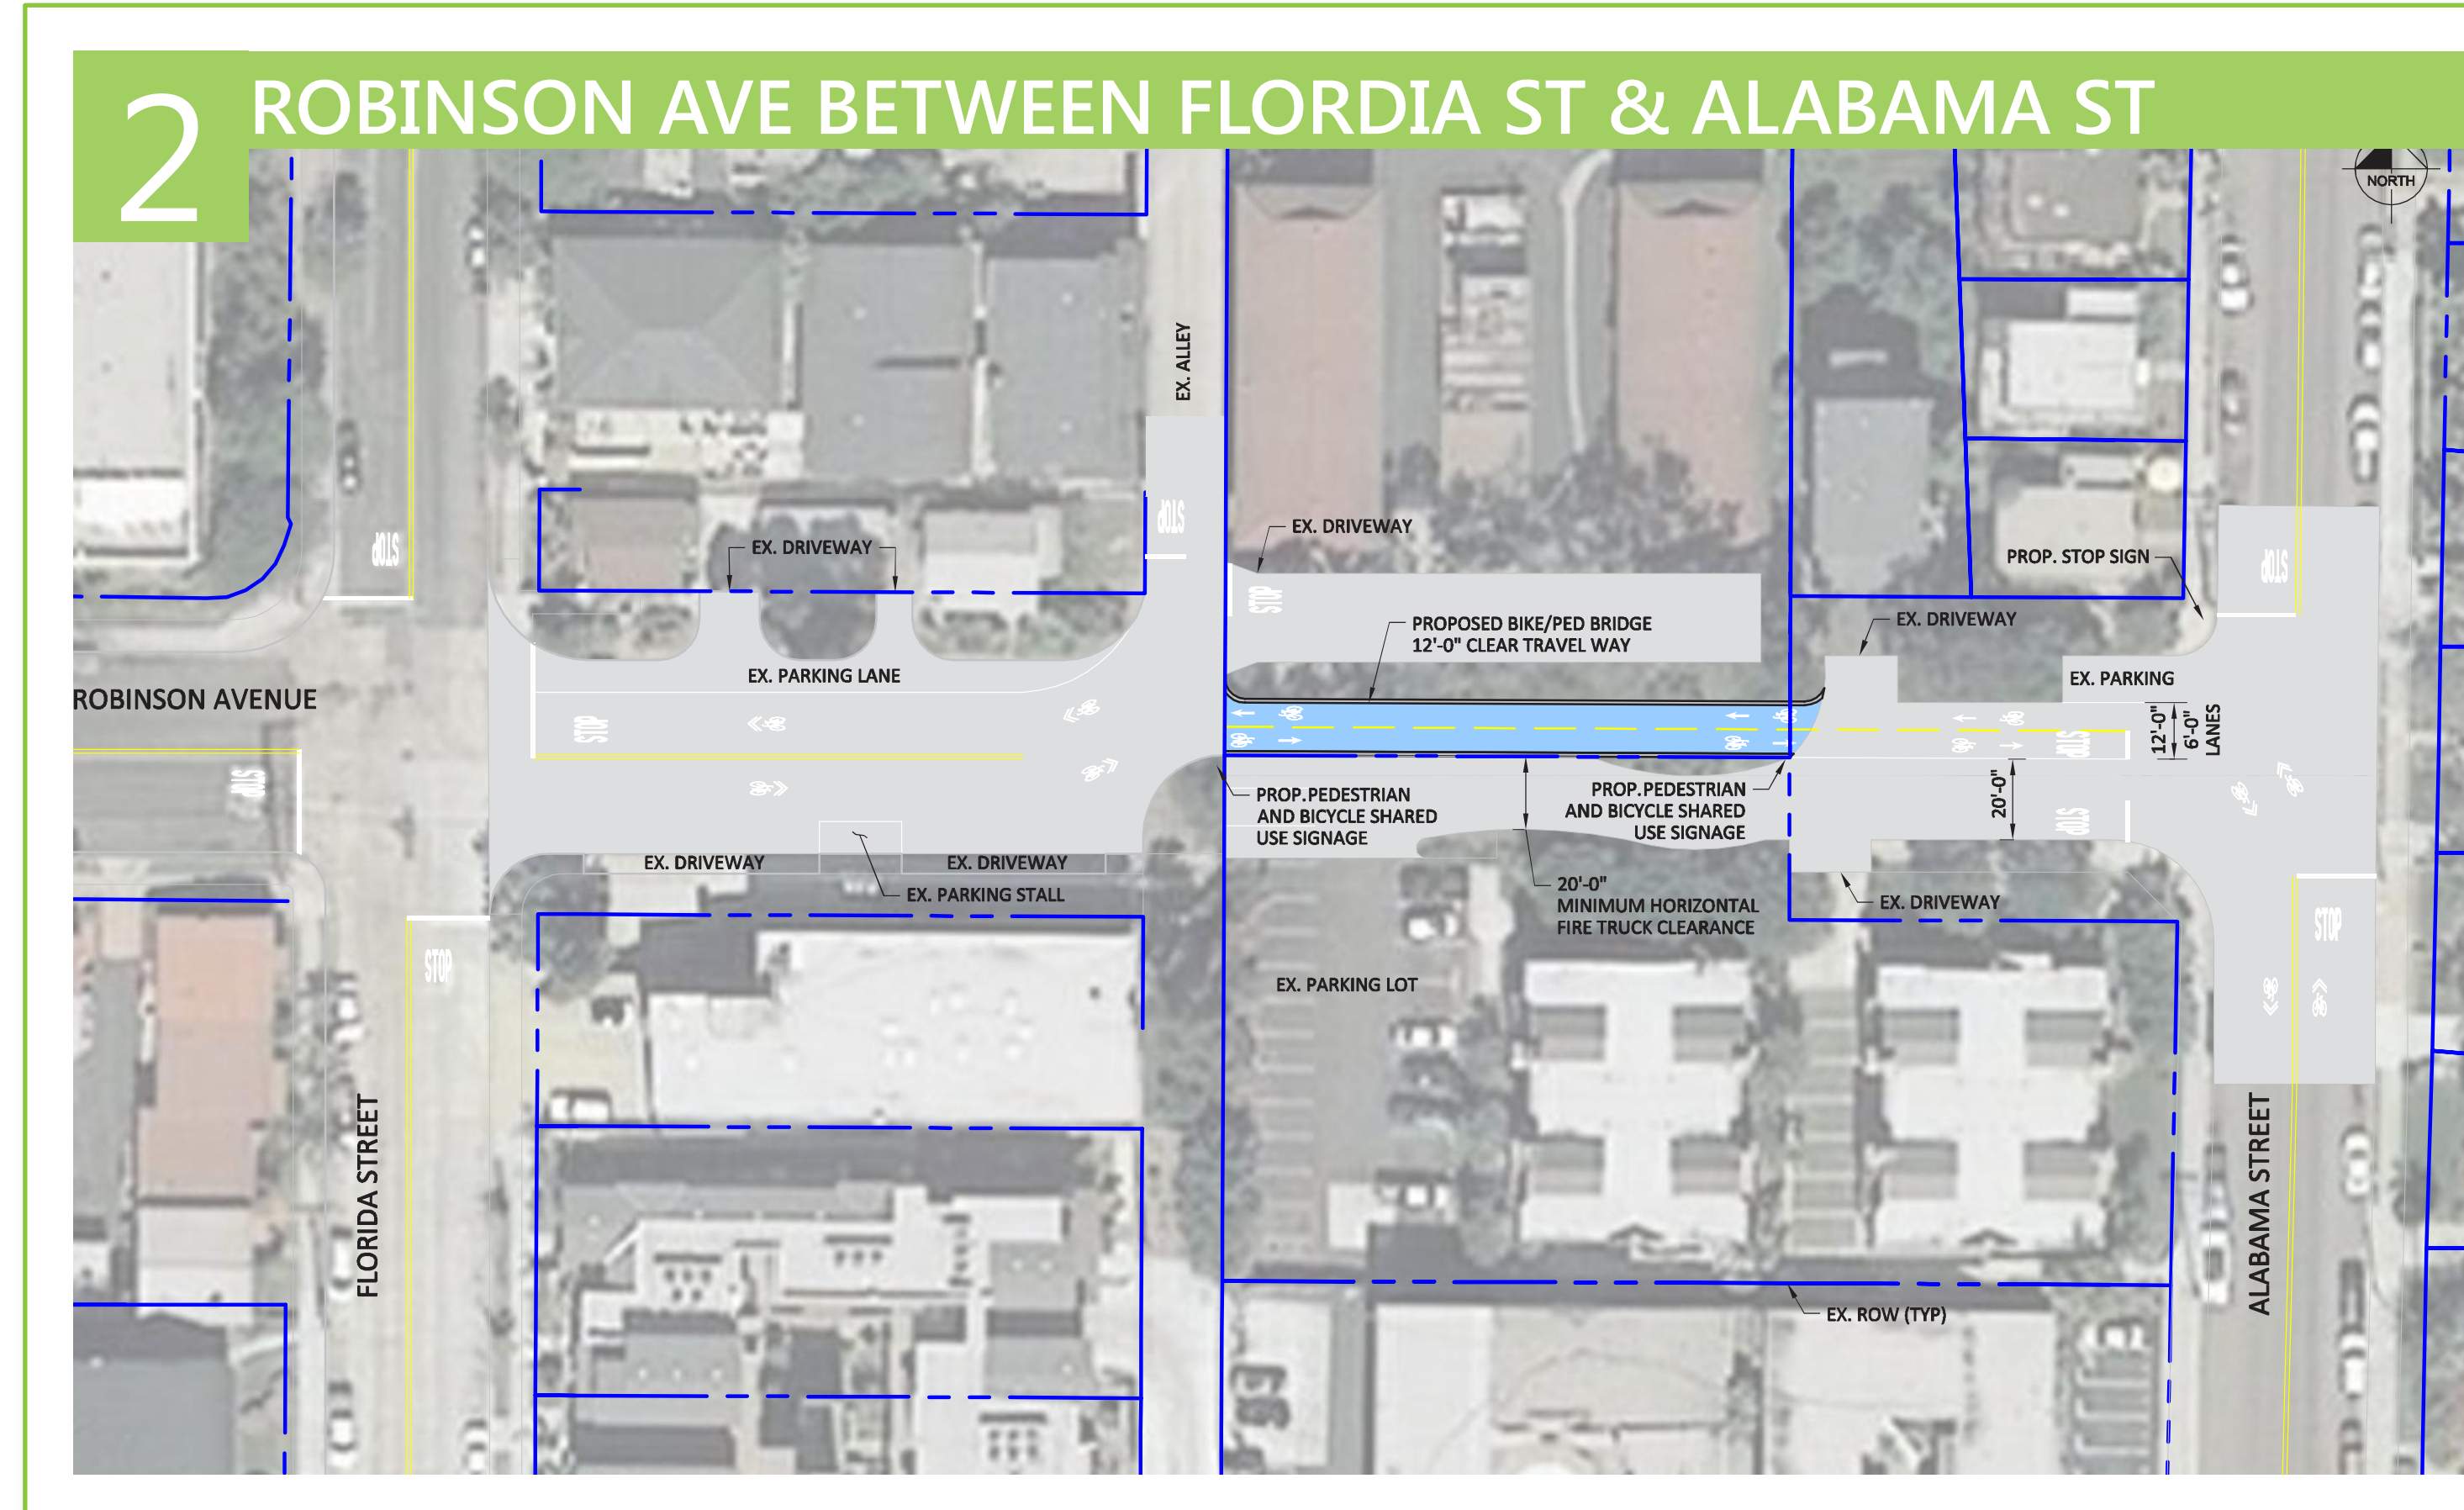 2
ROBINSON AVE BETWEEN FLORDIA ST & ALABAMA ST
NORTH
EX. ALLEY
STOP
EX. DRIVEWAY
STOP
EX. DRIVEWAY
STOP
PROP. STOP SIGN
STOP
STOP
PROPOSED BIKE/PED BRIDGE
12'-0" CLEAR TRAVEL WAY
EX. DRIVEWAY
EX. PARKING LANE
EX. PARKING
ROBINSON AVENUE
STOP
STOP
12'-0"
6'-0"
LANES
STOP
PROP.PEDESTRIAN
AND BICYCLE SHARED
USE SIGNAGE
PROP.PEDESTRIAN
AND BICYCLE SHARED
USE SIGNAGE
20'-0"
STOP
EX. DRIVEWAY
EX. DRIVEWAY
EX. PARKING STALL
20'-0"
MINIMUM HORIZONTAL
FIRE TRUCK CLEARANCE
EX. DRIVEWAY
STOP
STOP
EX. PARKING LOT
FLORIDA STREET
ALABAMA STREET
EX. ROW (TYP)